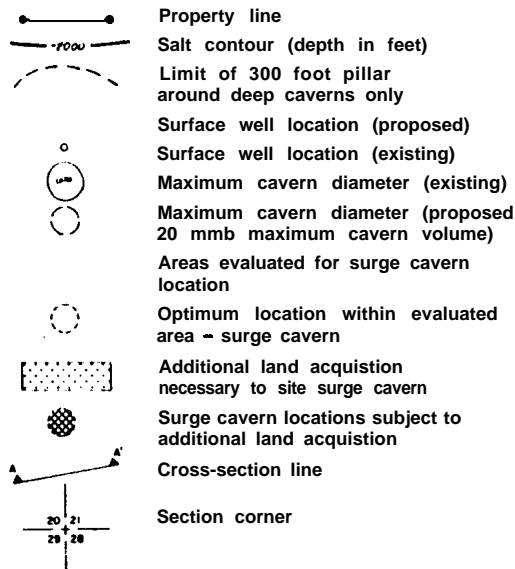 Property line
-2000
Salt contour (depth in feet)
Limit of 300 foot pillar
around deep caverns only
Surface well location (proposed)
Surface well location (existing)
Maximum cavern diameter (existing)
Maximum cavern diameter (proposed
20 mmb maximum cavern volume)
Areas evaluated for surge cavern
location
Optimum location within evaluated
area – surge cavern
Additional land acquistion
necessary to site surge cavern
Surge cavern locations subject to
additional land acquistion
A A'
Cross-section line
20 21
29 28
Section corner